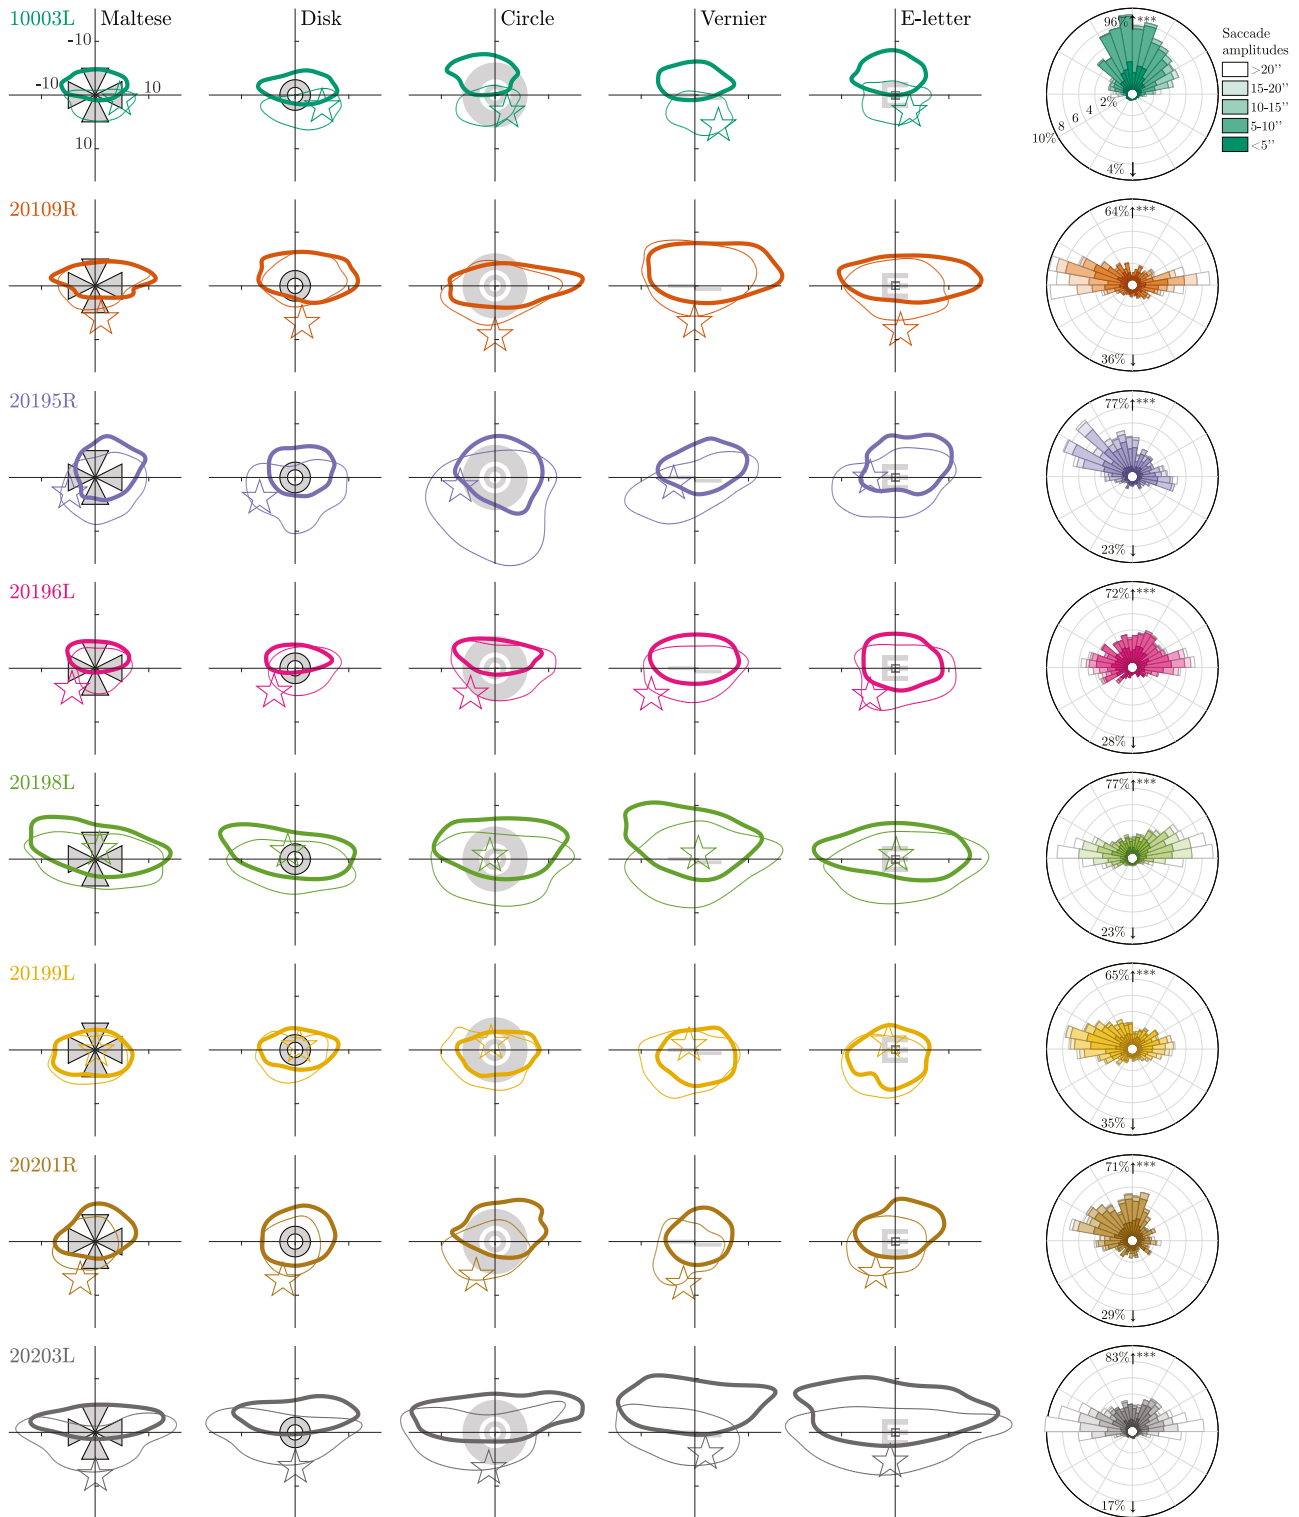 10003L Maltese Disk Circle Vernier E-letter
-10
-10 10
10
96% ***
2%
4
6
8
10%
4%
Saccade
amplitudes
>20''
15-20''
10-15''
5-10''
<5''
20109R
64% ***
36%
20195R
77% ***
23%
20196L
72% ***
28%
20198L
77% ***
23%
20199L
65% ***
35%
20201R
71% ***
29%
20203L
83% ***
17%